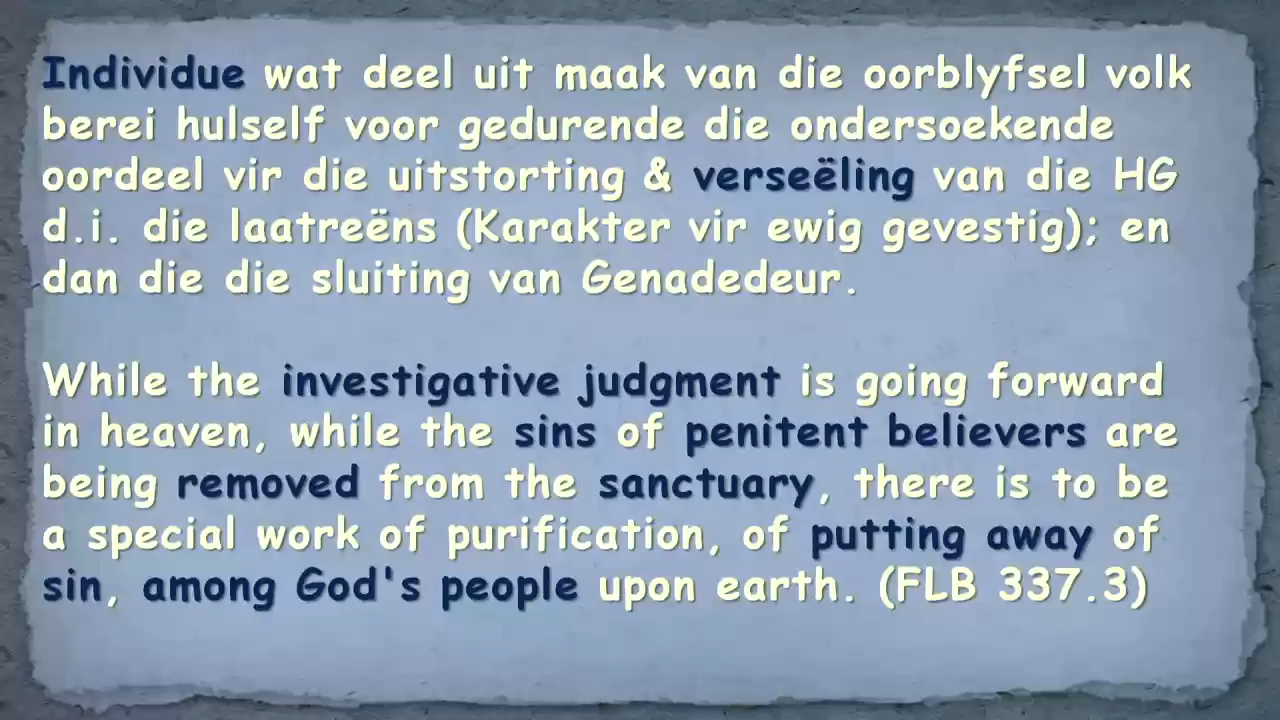 Individue wat deel uit maak van die oorblyfsel volk
berei hulself voor gedurende die ondersoekende
oordeel vir die uitstorting & verseëling van die HG
d.i. die laatreëns (Karakter vir ewig gevestig); en
dan die die sluiting van Genadedeur.
While the investigative judgment is going forward
in heaven, while the sins of penitent believers are
being removed from the sanctuary, there is to be
a special work of purification, of putting away of
sin, among God's people upon earth. (FLB 337.3)